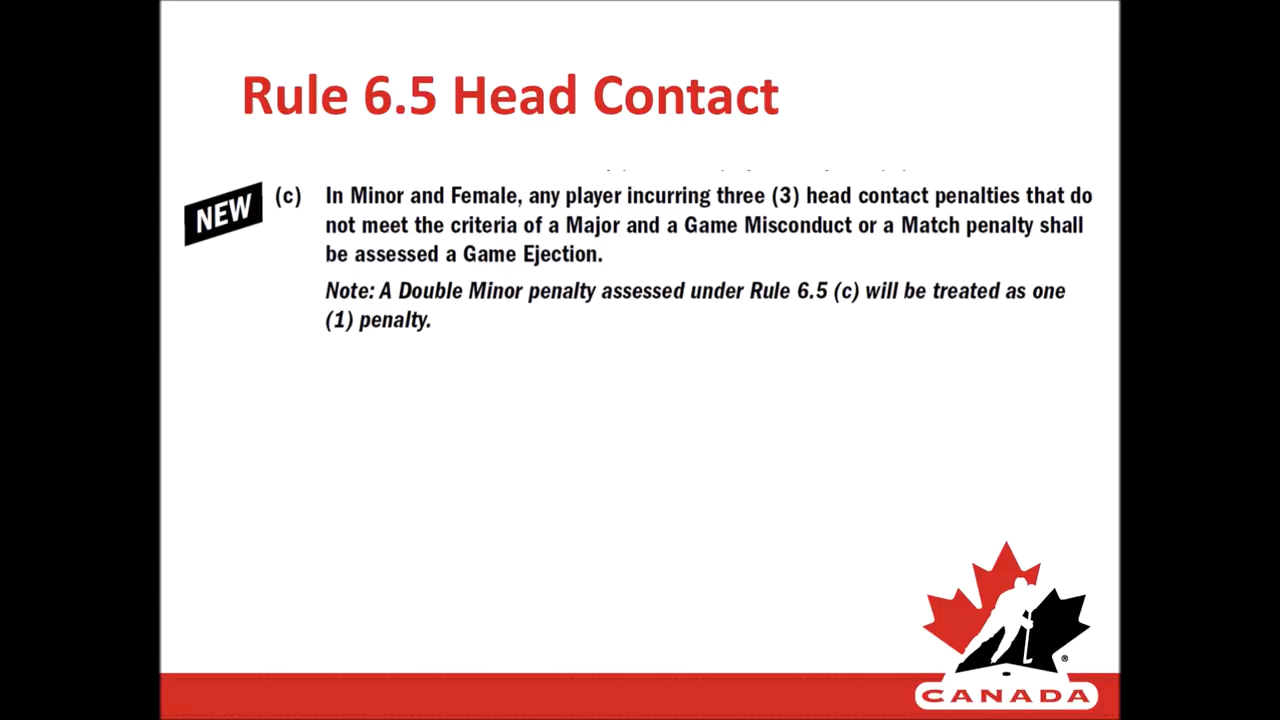 Rule 6.5 Head Contact
NEW
(c) In Minor and Female, any player incurring three (3) head contact penalties that do
not meet the criteria of a Major and a Game Misconduct or a Match penalty shall
be assessed a Game Ejection.
Note: A Double Minor penalty assessed under Rule 6.5 (c) will be treated as one
(1) penalty.
®
CANADA